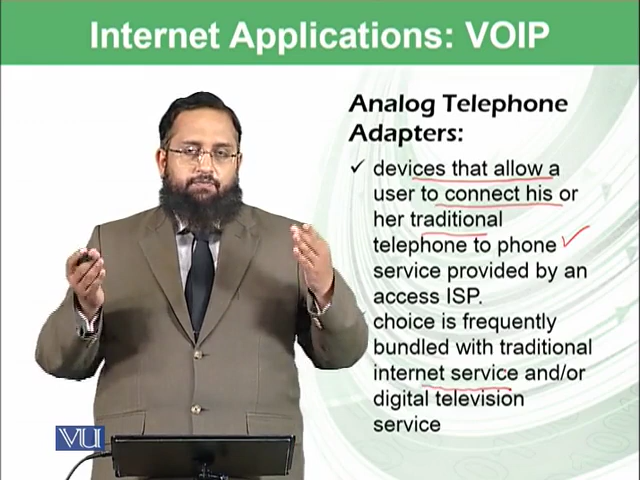 Internet Applications: VOIP
Analog Telephone
Adapters:
✓ devices that allow a
user to connect his or
her traditional
telephone to phone
service provided by an
access ISP.
choice is frequently
bundled with traditional
internet service and/or
digital television
service
VU